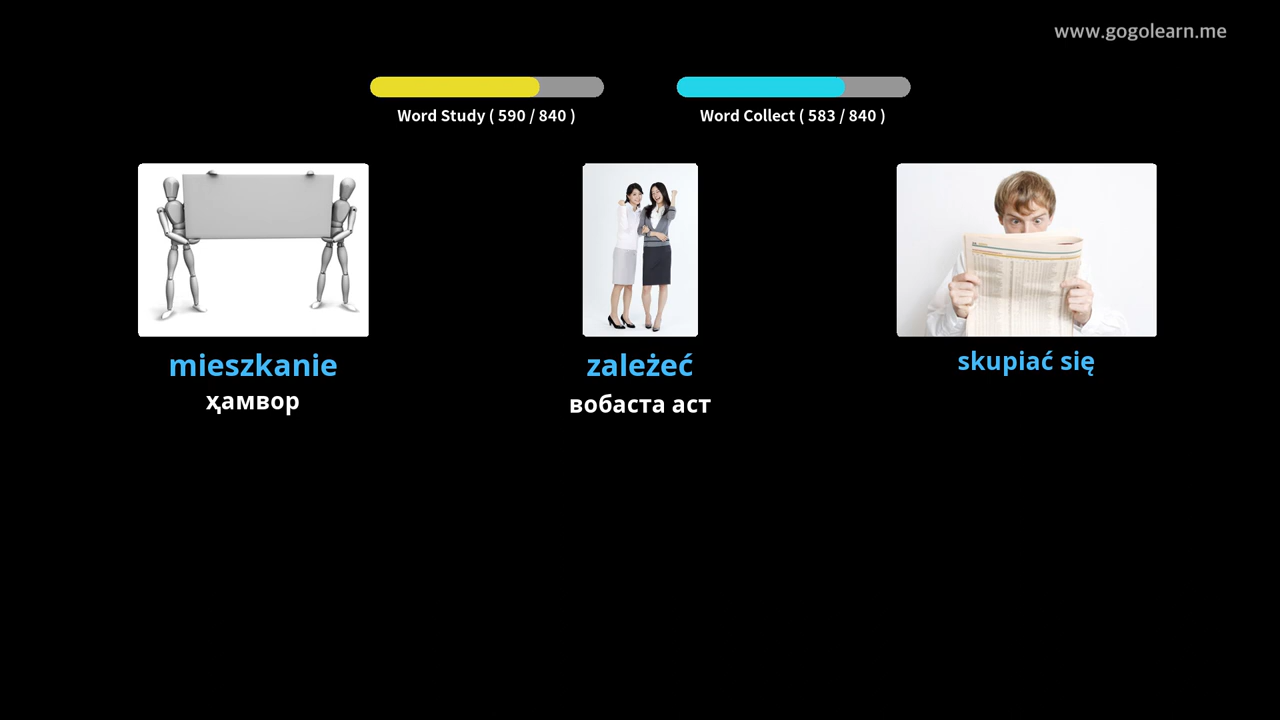 www.gogolearn.me
Word Study ( 590 / 840 )
Word Collect ( 583 / 840 )
mieszkanie
ҳамвор
zależeć
вобаста аст
skupiać się